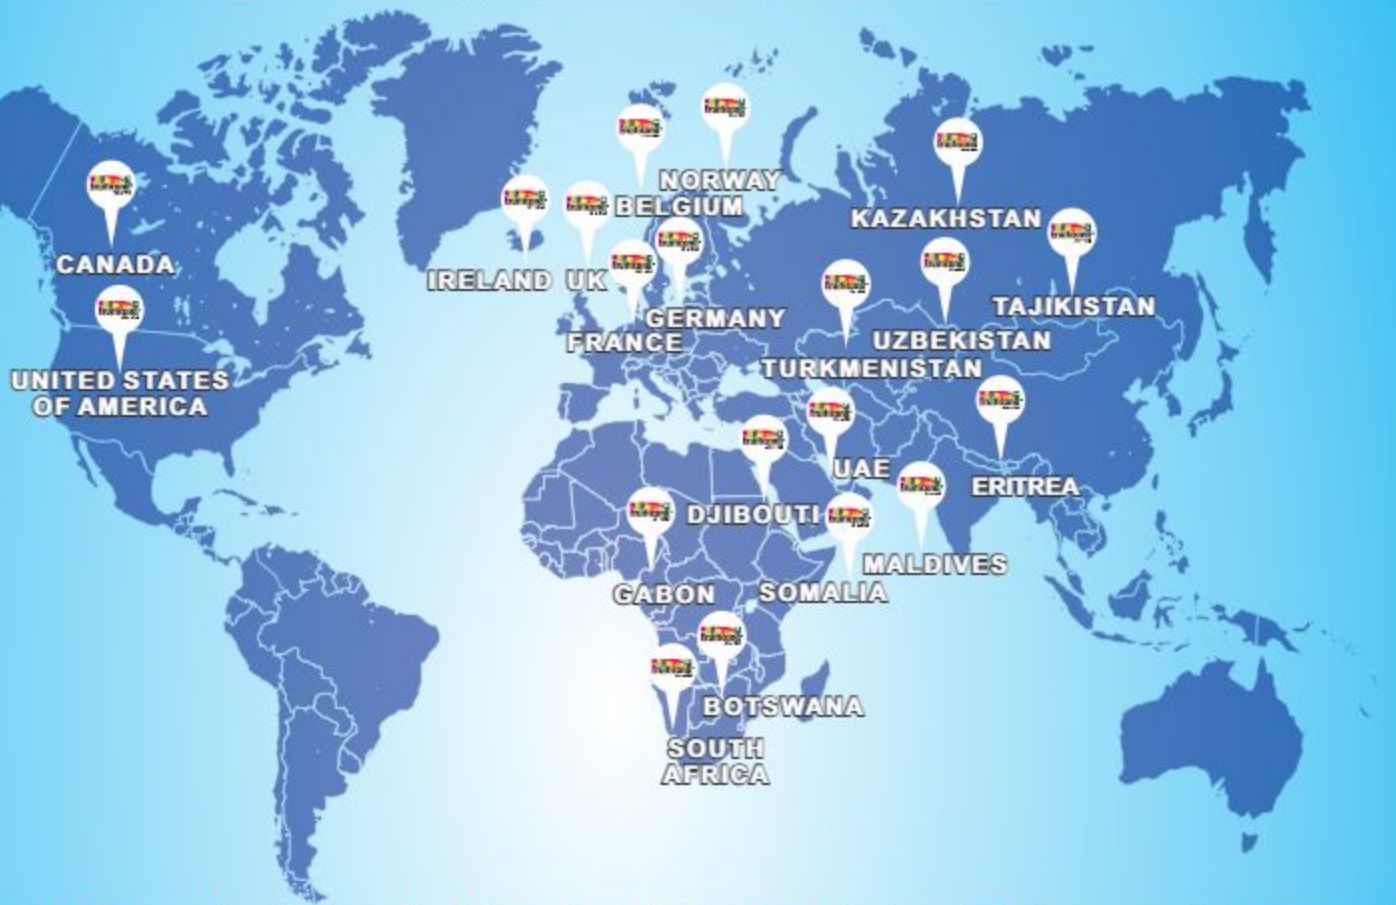 NORWAY
BELGIUM
KAZAKHSTAN
CANADA
IRELAND UK
TAJIKISTAN
GERMANY
FRANCE
UZBEKISTAN
TURKMENISTAN
UNITED STATES
OF AMERICA
UAE
ERITREA
DJIBOUTI
MALDIVES
GABON
SOMALIA
BOTSWANA
SOUTH
AFRICA